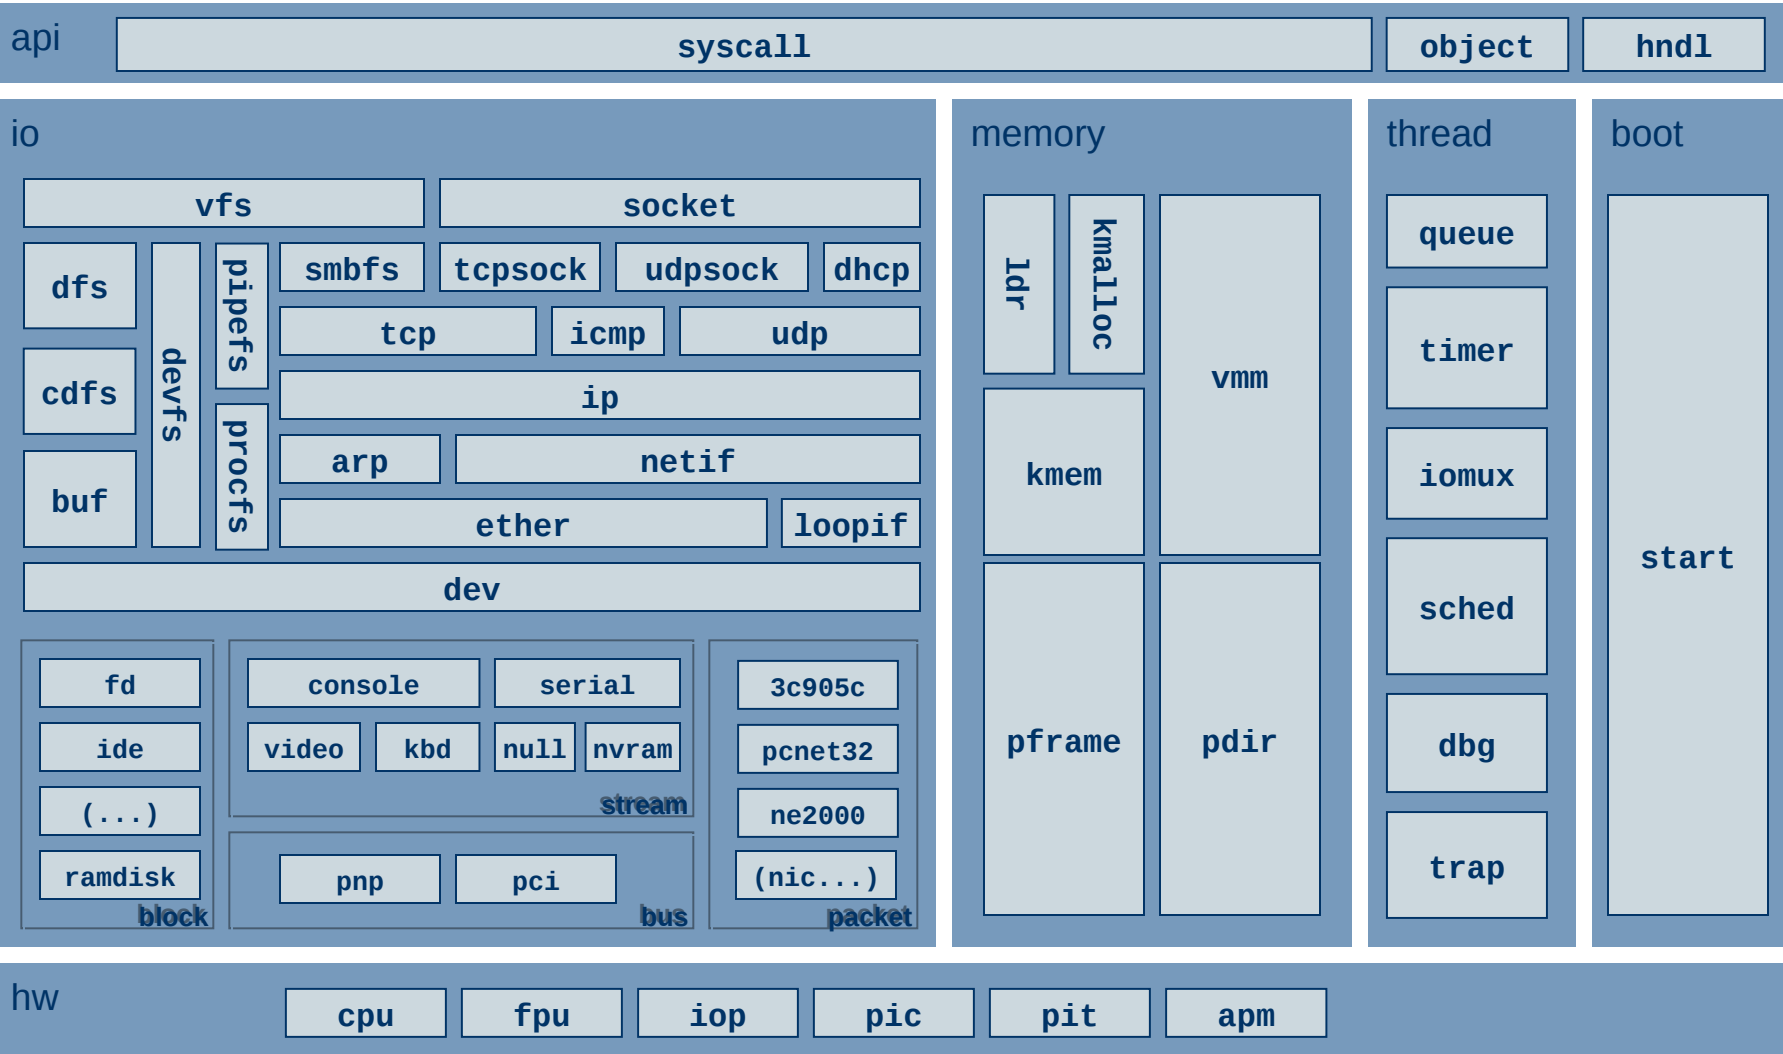 api
syscall
object
hndl
io
vfs
socket
dfs
cdfs
buf
devfs
pipefs
procfs
smbfs
tcpsock
udpsock
dhcp
tcp
icmp
udp
ip
arp
netif
ether
loopif
dev
fd
ide
(...)
ramdisk
block
console
serial
video
kbd
null
nvram
stream
pnp
pci
bus
3c905c
pcnet32
ne2000
(nic...)
packet
memory
ldr
kmalloc
vmm
kmem
pframe
pdir
thread
queue
timer
iomux
sched
dbg
trap
boot
start
hw
cpu
fpu
iop
pic
pit
apm